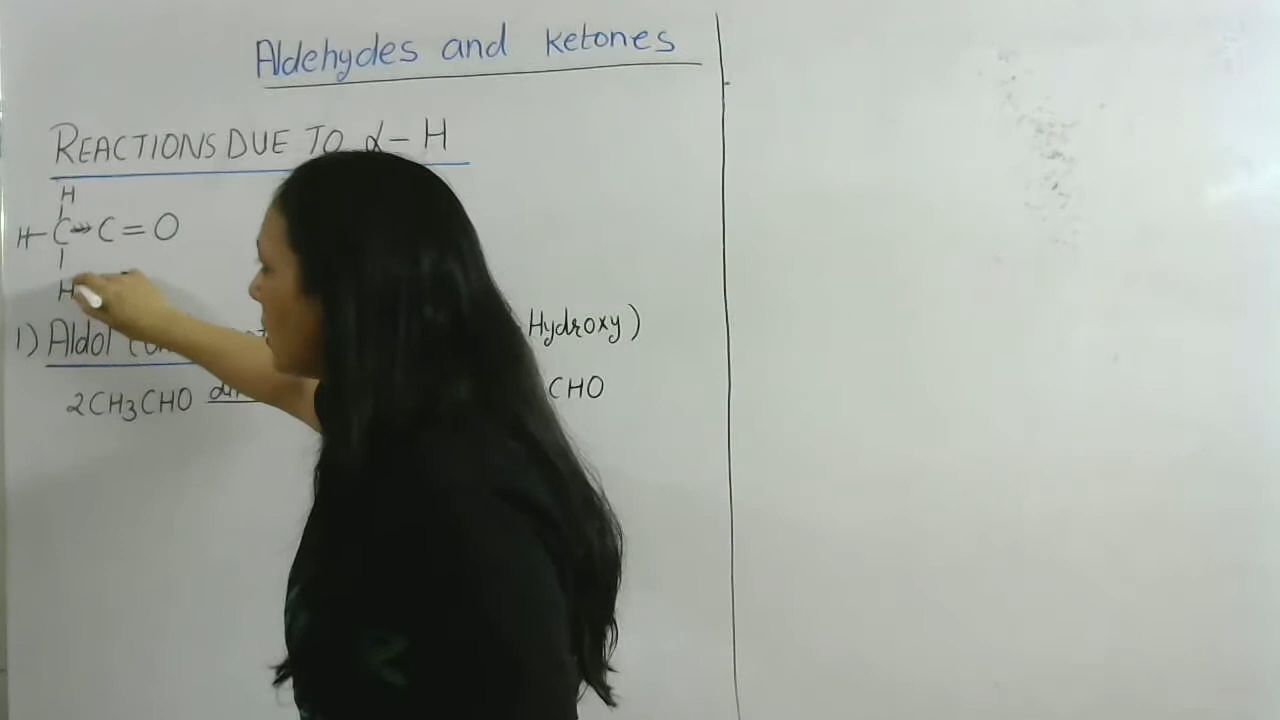 Aldehydes and ketones
REACTIONS DUE TO α-H
H
H-C-C=O
H
1) Aldol Hydroxy)
2CH3CHO CHO